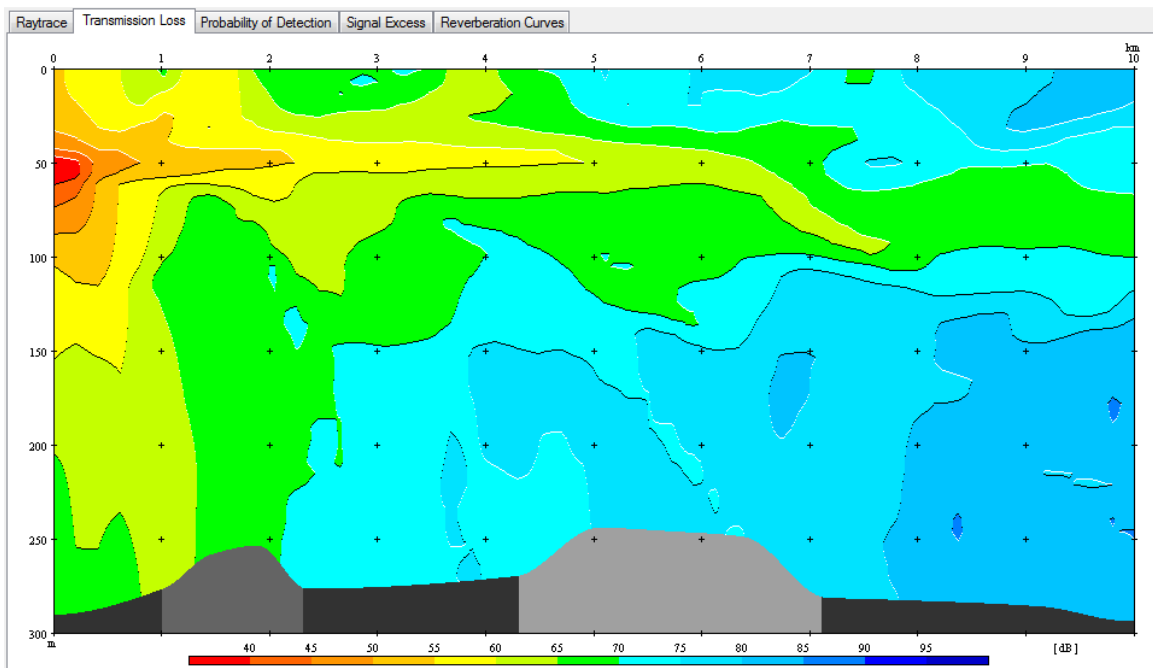 Raytrace Transmission Loss Probability of Detection Signal Excess Reverberation Curves
km
0 1 2 3 4 5 6 7 8 9 10
0
50
100
150
200
250
300
m
40 45 50 55 60 65 70 75 80 85 90 95 [dB]